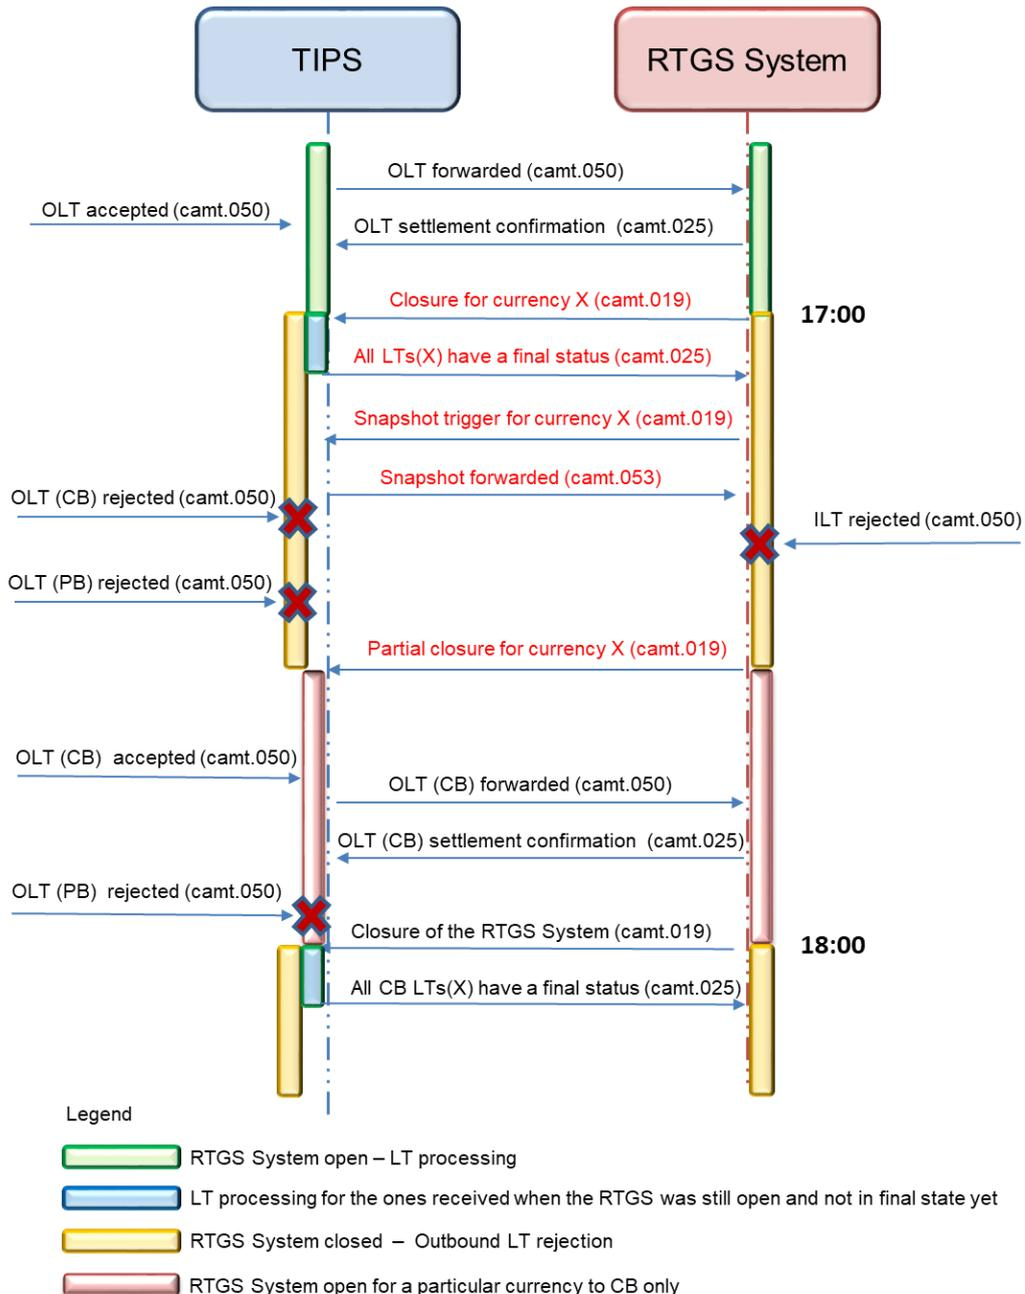 TIPS
RTGS System
OLT forwarded (camt.050)
OLT accepted (camt.050)
OLT settlement confirmation (camt.025)
Closure for currency X (camt.019)
17:00
All LTs(X) have a final status (camt.025)
Snapshot trigger for currency X (camt.019)
Snapshot forwarded (camt.053)
OLT (CB) rejected (camt.050)
ILT rejected (camt.050)
OLT (PB) rejected (camt.050)
Partial closure for currency X (camt.019)
OLT (CB) accepted (camt.050)
OLT (CB) forwarded (camt.050)
OLT (CB) settlement confirmation (camt.025)
OLT (PB) rejected (camt.050)
Closure of the RTGS System (camt.019)
18:00
All CB LTs(X) have a final status (camt.025)
Legend
RTGS System open – LT processing
LT processing for the ones received when the RTGS was still open and not in final state yet
RTGS System closed – Outbound LT rejection
RTGS System open for a particular currency to CB only